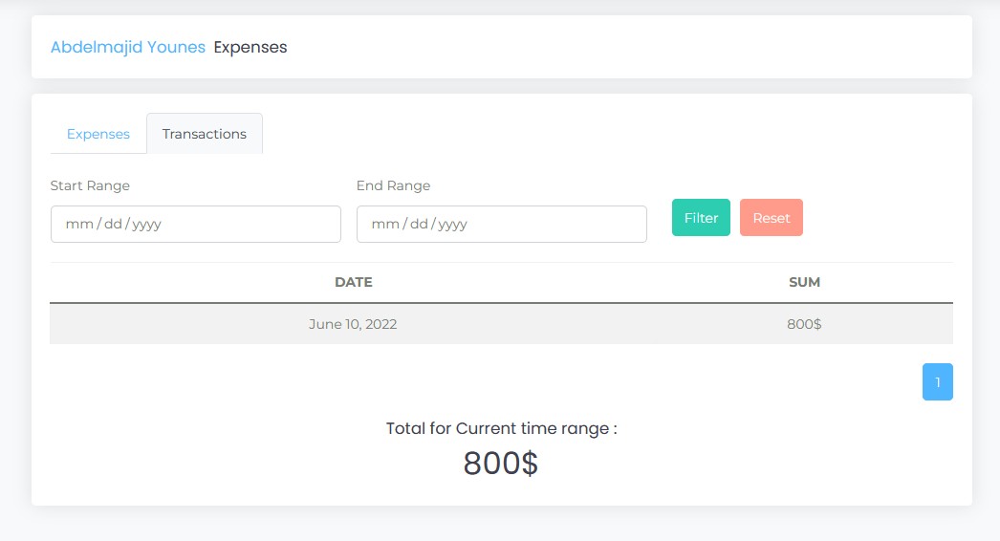 Abdelmajid Younes Expenses
Expenses Transactions
Start Range End Range
mm/dd/yyyy mm/dd/yyyy Filter Reset
DATE SUM
June 10, 2022 800$
1
Total for Current time range :
800$